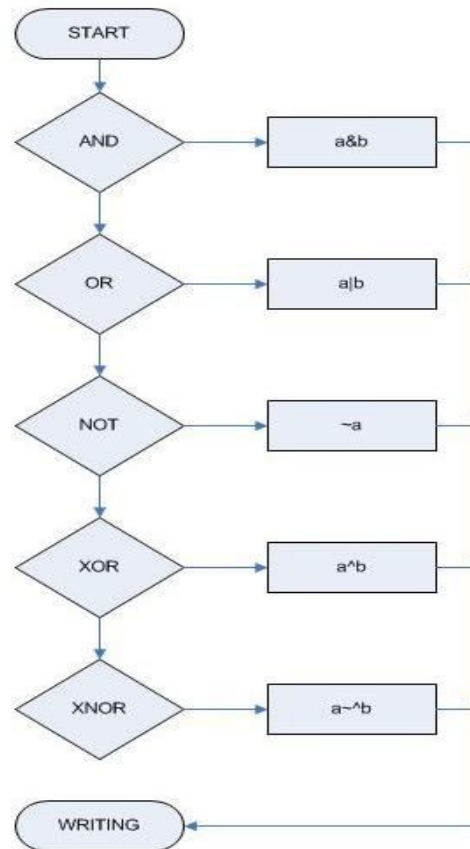 START
AND
a&b
OR
a|b
NOT
~a
XOR
a^b
XNOR
a~^b
WRITING